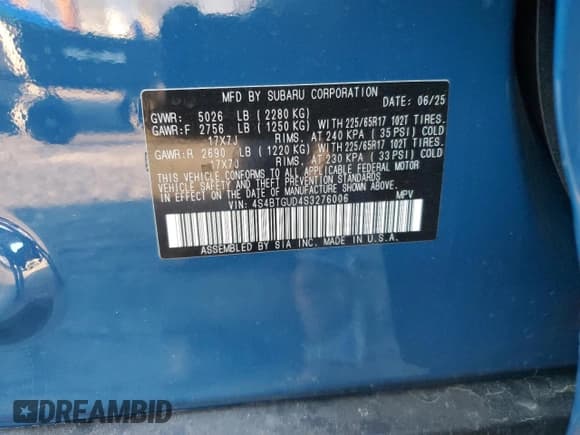 MFD BY SUBARU CORPORATION DATE: 06/25
GVWR: 5026 LB (2280 KG)
GAWR:F 2756 LB (1250 KG) WITH 225/65R17 102T TIRES.
17X7J RIMS. AT 240 KPA (35 PSI) COLD
GAWR:R 2690 LB (1220 KG) WITH 225/65R17 102T TIRES.
17X7J RIMS. AT 230 KPA (33 PSI) COLD
THIS VEHICLE CONFORMS TO ALL APPLICABLE FEDERAL MOTOR
VEHICLE SAFETY AND THEFT PREVENTION STANDARDS
IN EFFECT ON THE DATE OF MANUFACTURE SHOWN ABOVE.
VIN: 4S4BTGUD4S3276006 MPV
ASSEMBLED BY SIA INC. MADE IN U.S.A.
DREAMBID